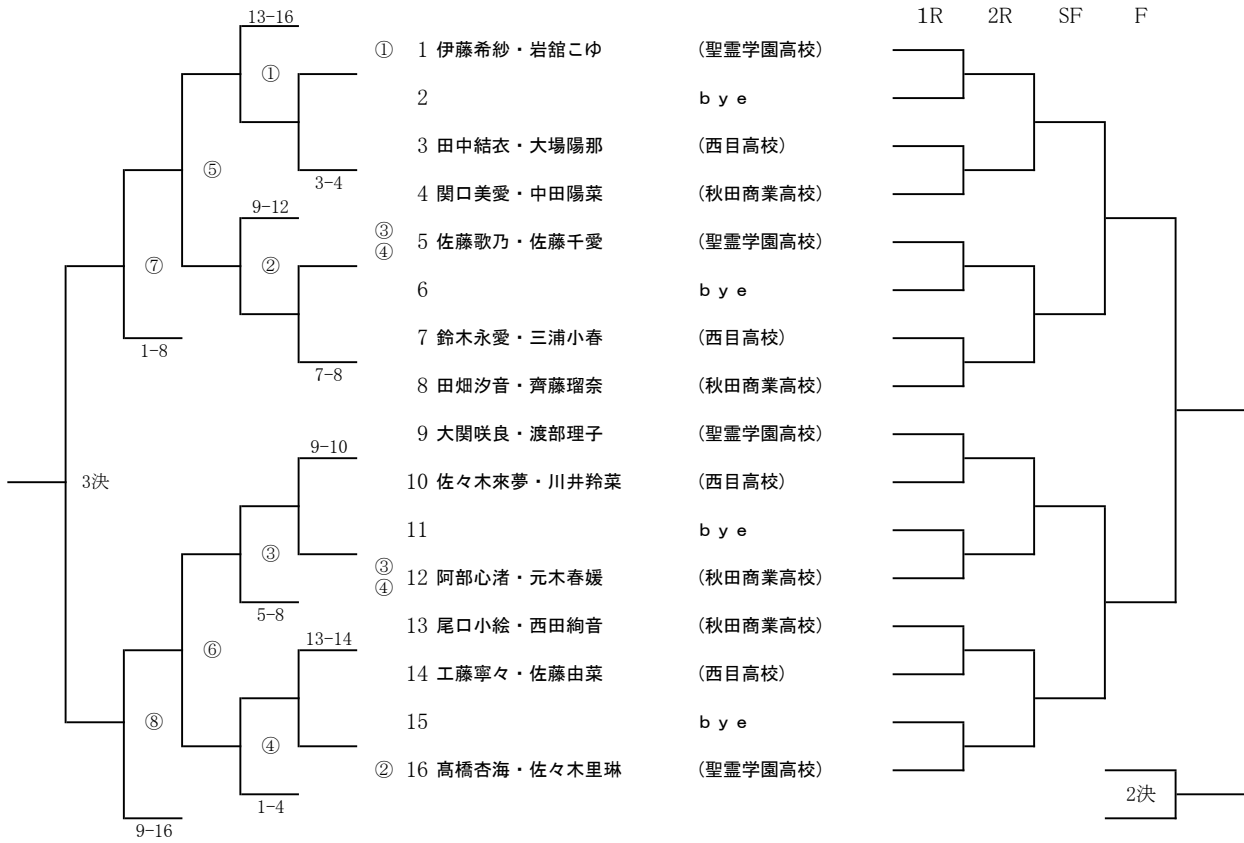 13-16
1R 2R SF F
① 1 伊藤希紗・岩舘こゆ (聖霊学園高校)
①
2 ｂｙｅ
3 田中結衣・大場陽那 (西目高校)
⑤
3-4
4 関口美愛・中田陽菜 (秋田商業高校)
9-12
③④ 5 佐藤歌乃・佐藤千愛 (聖霊学園高校)
⑦ ②
6 ｂｙｅ
7 鈴木永愛・三浦小春 (西目高校)
1-8
7-8
8 田畑汐音・齊藤瑠奈 (秋田商業高校)
9 大関咲良・渡部理子 (聖霊学園高校)
9-10
3決
10 佐々木來夢・川井羚菜 (西目高校)
11 ｂｙｅ
③
③④ 12 阿部心渚・元木春媛 (秋田商業高校)
5-8
13 尾口小絵・西田絢音 (秋田商業高校)
13-14
⑥
14 工藤寧々・佐藤由菜 (西目高校)
15 ｂｙｅ
⑧ ④
② 16 髙橋杏海・佐々木里琳 (聖霊学園高校)
2決
1-4
9-16